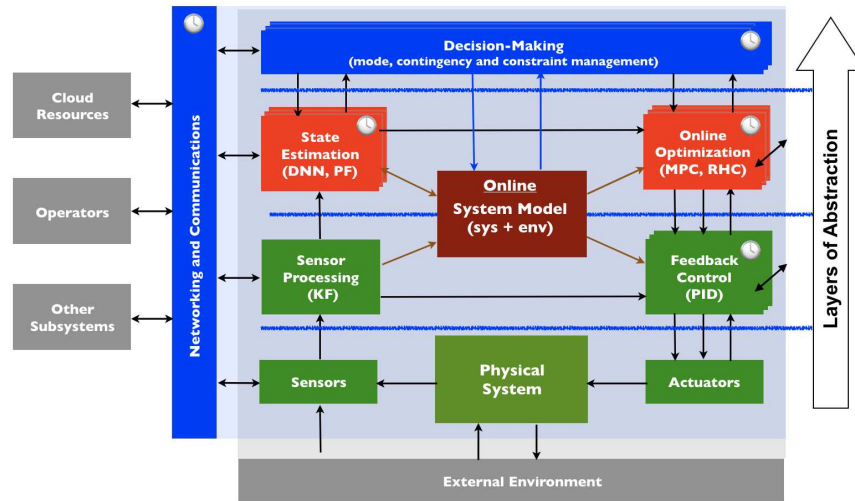 Decision-Making
(mode, contingency and constraint management)
Cloud
Resources
Operators
Other
Subsystems
Networking and Communications
State
Estimation
(DNN, PF)
Online
Optimization
(MPC, RHC)
Online
System Model
(sys + env)
Sensor
Processing
(KF)
Feedback
Control
(PID)
Sensors
Physical
System
Actuators
External Environment
Layers of Abstraction